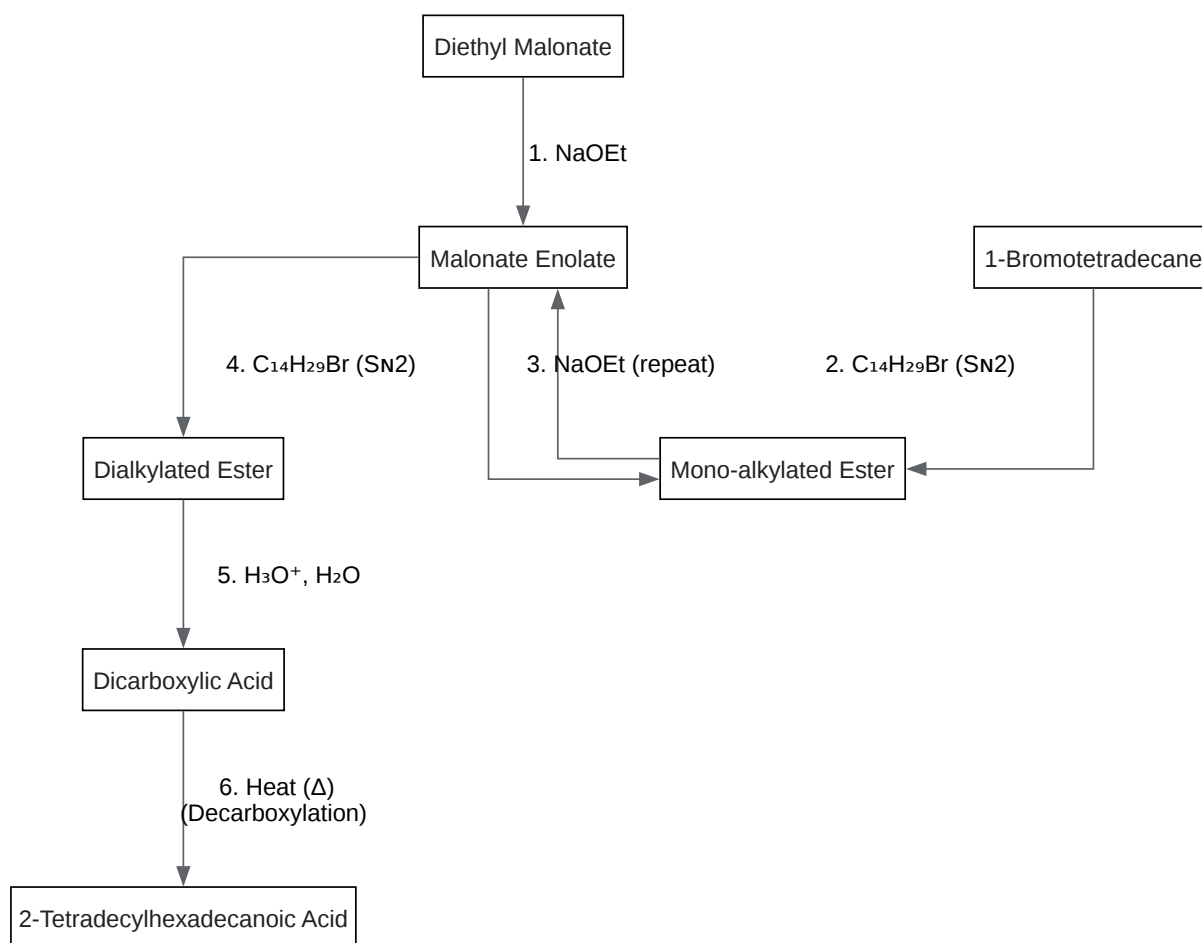 Diethyl Malonate
1. NaOEt
Malonate Enolate
1-Bromotetradecane
4. C₁₄H₂₉Br (Sɴ2)
3. NaOEt (repeat)
2. C₁₄H₂₉Br (Sɴ2)
Dialkylated Ester
Mono-alkylated Ester
5. H₃O⁺, H₂O
Dicarboxylic Acid
6. Heat (Δ)
(Decarboxylation)
2-Tetradecylhexadecanoic Acid